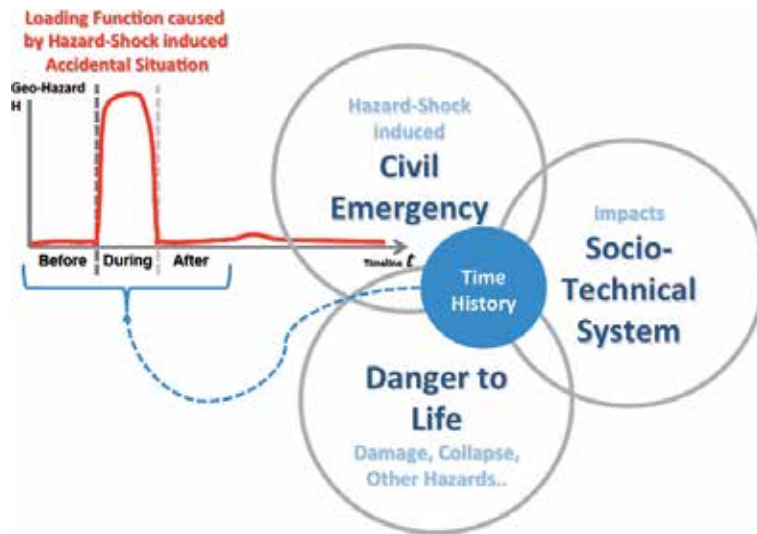 Loading Function caused
by Hazard-Shock induced
Accidental Situation
Geo-Hazard
H
Before
During
After
Timeline t
Hazard-Shock
induced
Civil
Emergency
Impacts
Socio-
Technical
System
Time
History
Danger to
Life
Damage, Collapse,
Other Hazards..